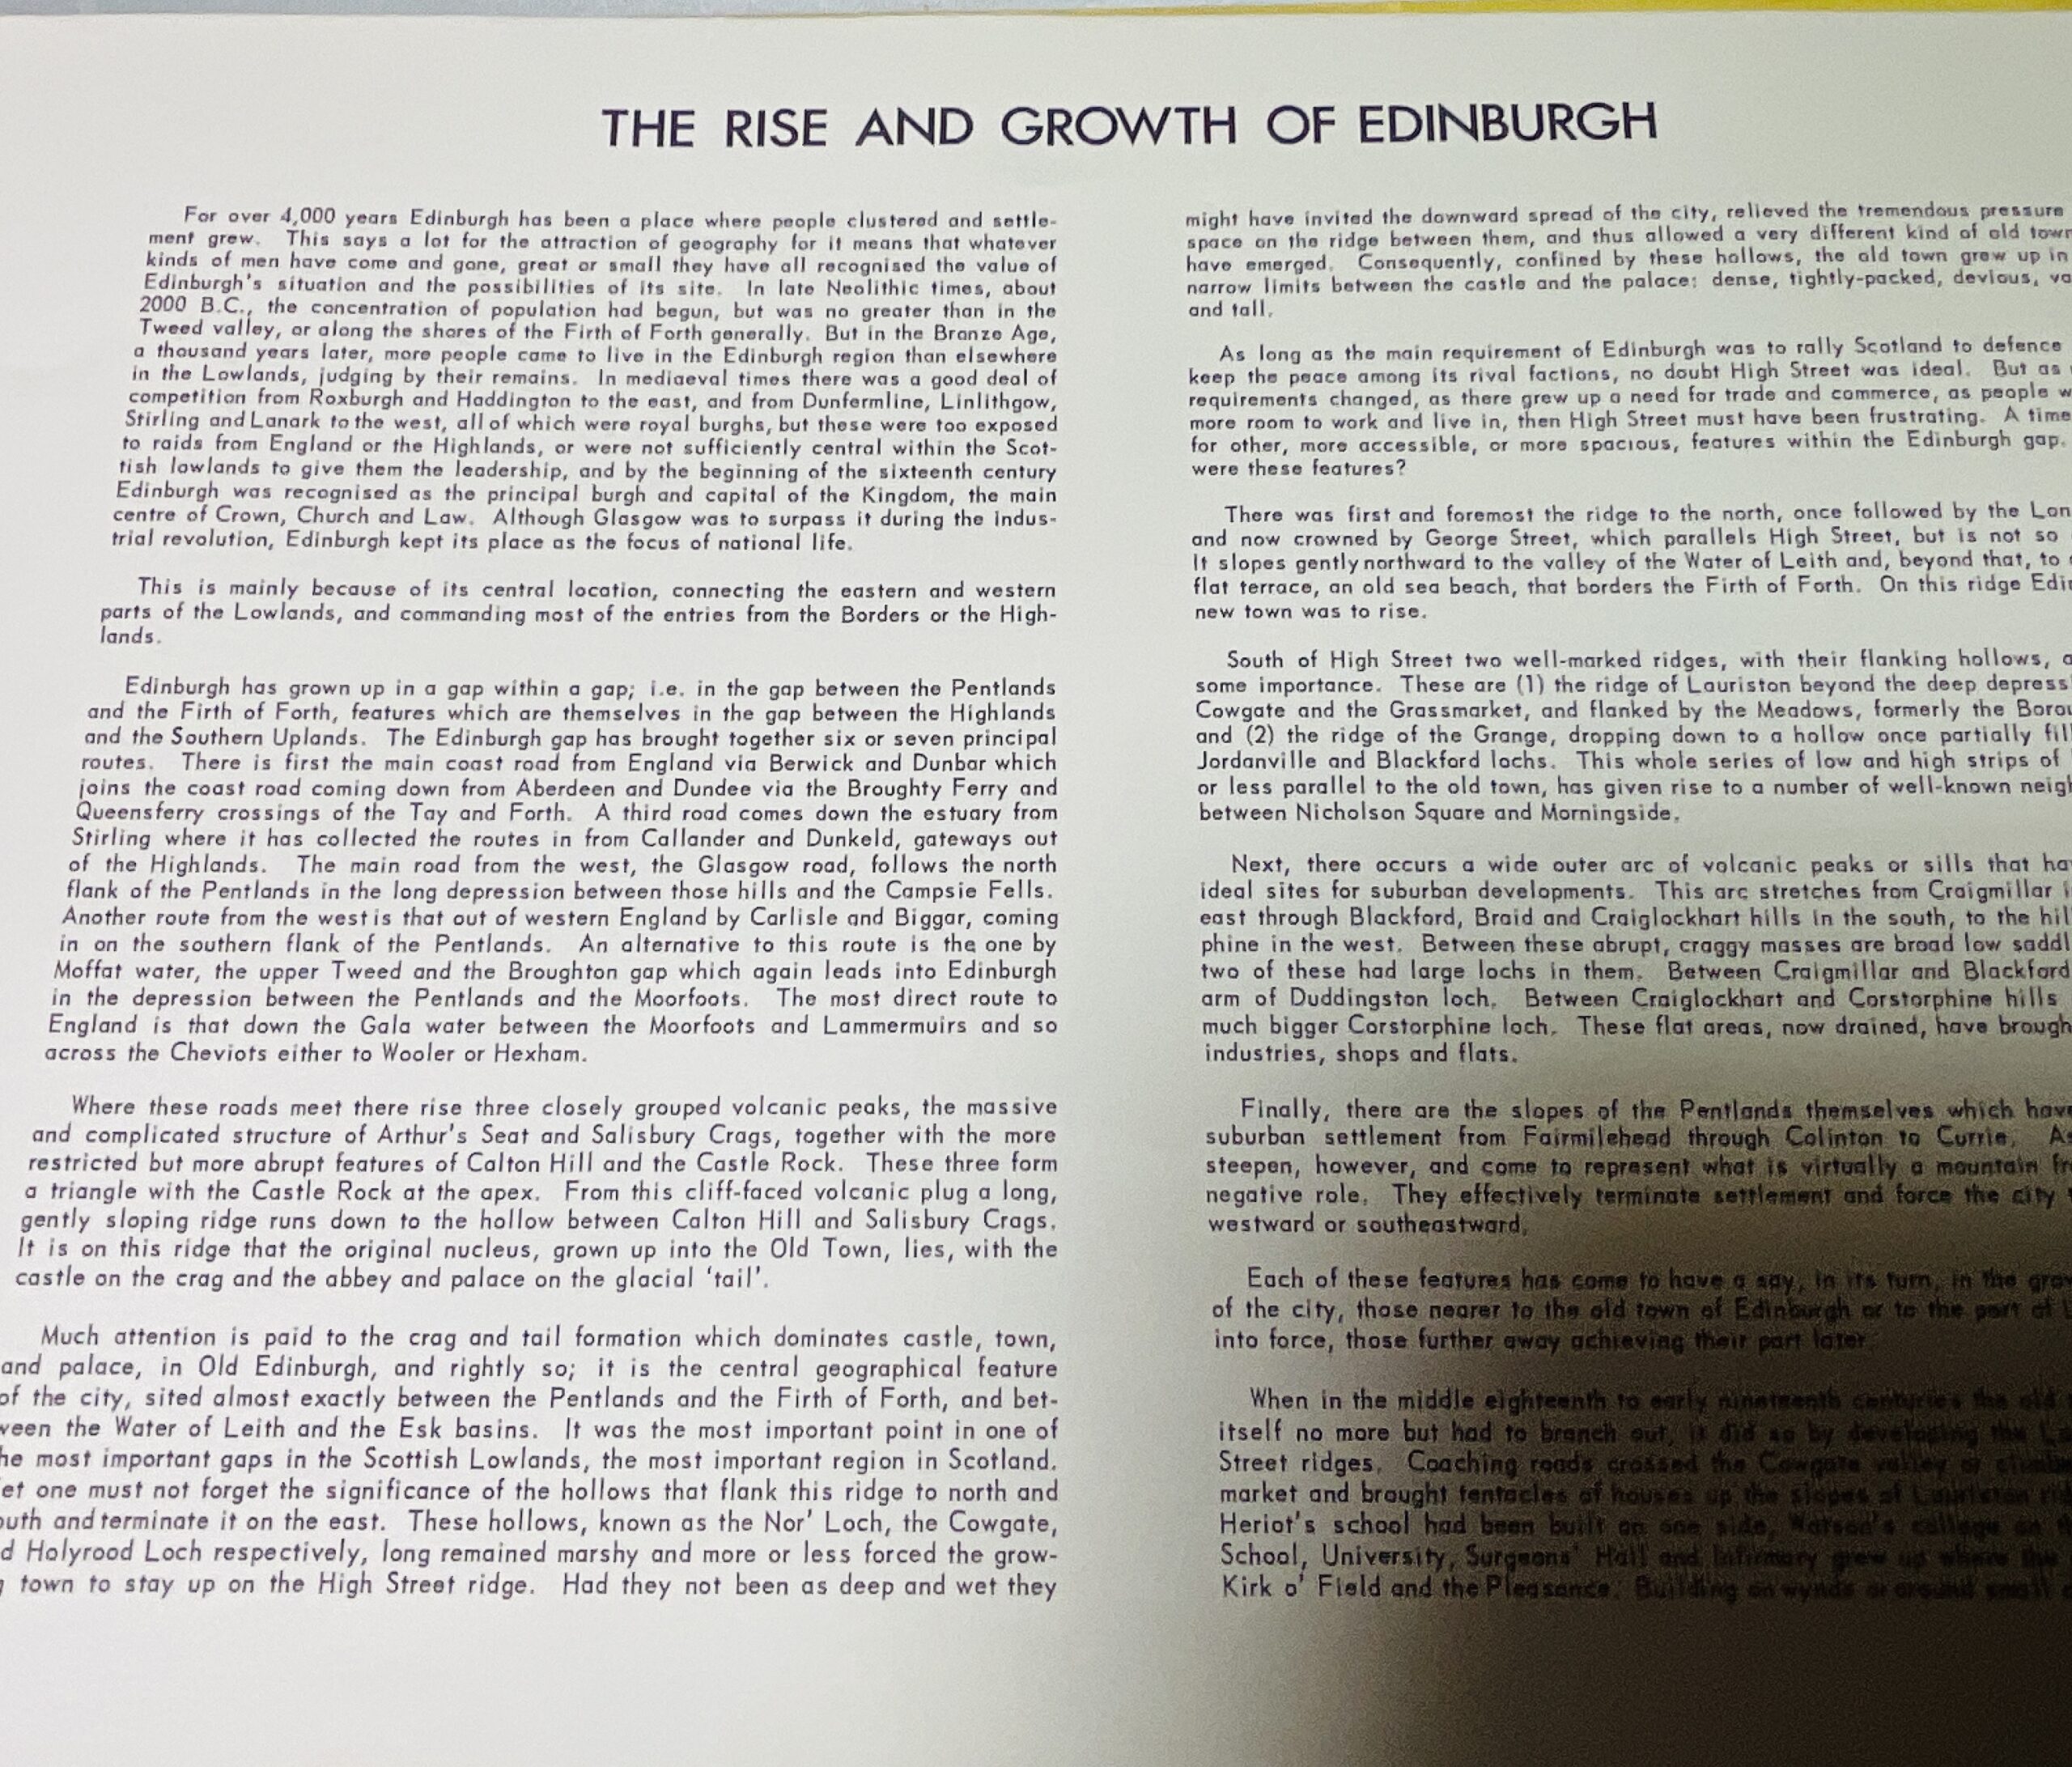 THE RISE AND GROWTH OF EDINBURGH
For over 4,000 years Edinburgh has been a place where people clustered and settle-
ment grew. This says a lot for the attraction of geography for it means that whatever
kinds of men have come and gone, great or small they have all recognised the value of
Edinburgh's situation and the possibilities of its site. In late Neolithic times, about
2000 B.C., the concentration of population had begun, but was no greater than in the
Tweed valley, or along the shores of the Firth of Forth generally. But in the Bronze Age,
a thousand years later, more people came to live in the Edinburgh region than elsewhere
in the Lowlands, judging by their remains. In mediaeval times there was a good deal of
competition from Roxburgh and Haddington to the east, and from Dunfermline, Linlithgow,
Stirling and Lanark to the west, all of which were royal burghs, but these were too exposed
to raids from England or the Highlands, or were not sufficiently central within the Scot-
tish lowlands to give them the leadership, and by the beginning of the sixteenth century
Edinburgh was recognised as the principal burgh and capital of the Kingdom, the main
centre of Crown, Church and Law. Although Glasgow was to surpass it during the indus-
trial revolution, Edinburgh kept its place as the focus of national life.
This is mainly because of its central location, connecting the eastern and western
parts of the Lowlands, and commanding most of the entries from the Borders or the High-
lands.
Edinburgh has grown up in a gap within a gap; i.e. in the gap between the Pentlands
and the Firth of Forth, features which are themselves in the gap between the Highlands
and the Southern Uplands. The Edinburgh gap has brought together six or seven principal
routes. There is first the main coast road from England via Berwick and Dunbar which
joins the coast road coming down from Aberdeen and Dundee via the Broughty Ferry and
Queensferry crossings of the Tay and Forth. A third road comes down the estuary from
Stirling where it has collected the routes in from Callander and Dunkeld, gateways out
of the Highlands. The main road from the west, the Glasgow road, follows the north
flank of the Pentlands in the long depression between those hills and the Campsie Fells.
Another route from the west is that out of western England by Carlisle and Biggar, coming
in on the southern flank of the Pentlands. An alternative to this route is the one by
Moffat water, the upper Tweed and the Broughton gap which again leads into Edinburgh
in the depression between the Pentlands and the Moorfoots. The most direct route to
England is that down the Gala water between the Moorfoots and Lammermuirs and so
across the Cheviots either to Wooler or Hexham.
Where these roads meet there rise three closely grouped volcanic peaks, the massive
and complicated structure of Arthur's Seat and Salisbury Crags, together with the more
restricted but more abrupt features of Calton Hill and the Castle Rock. These three form
a triangle with the Castle Rock at the apex. From this cliff-faced volcanic plug a long,
gently sloping ridge runs down to the hollow between Calton Hill and Salisbury Crags.
It is on this ridge that the original nucleus, grown up into the Old Town, lies, with the
castle on the crag and the abbey and palace on the glacial 'tail'.
Much attention is paid to the crag and tail formation which dominates castle, town,
and palace, in Old Edinburgh, and rightly so; it is the central geographical feature
of the city, sited almost exactly between the Pentlands and the Firth of Forth, and bet-
ween the Water of Leith and the Esk basins. It was the most important point in one of
he most important gaps in the Scottish Lowlands, the most important region in Scotland.
et one must not forget the significance of the hollows that flank this ridge to north and
outh and terminate it on the east. These hollows, known as the Nor' Loch, the Cowgate,
d Holyrood Loch respectively, long remained marshy and more or less forced the grow-
town to stay up on the High Street ridge. Had they not been as deep and wet they
might have invited the downward spread of the city, relieved the tremendous pressure
space on the ridge between them, and thus allowed a very different kind of old town
have emerged. Consequently, confined by these hollows, the old town grew up in
narrow limits between the castle and the palace: dense, tightly-packed, devious, va
and tall.
As long as the main requirement of Edinburgh was to rally Scotland to defence
keep the peace among its rival factions, no doubt High Street was ideal. But as
requirements changed, as there grew up a need for trade and commerce, as people w
more room to work and live in, then High Street must have been frustrating. A time
for other, more accessible, or more spacious, features within the Edinburgh gap.
were these features?
There was first and foremost the ridge to the north, once followed by the Lan
and now crowned by George Street, which parallels High Street, but is not so
It slopes gently northward to the valley of the Water of Leith and, beyond that, to
flat terrace, an old sea beach, that borders the Firth of Forth. On this ridge Edi
new town was to rise.
South of High Street two well-marked ridges, with their flanking hollows, a
some importance. These are (1) the ridge of Lauriston beyond the deep depress
Cowgate and the Grassmarket, and flanked by the Meadows, formerly the Borou
and (2) the ridge of the Grange, dropping down to a hollow once partially fill
Jordanville and Blackford lochs. This whole series of low and high strips of
or less parallel to the old town, has given rise to a number of well-known neigh
between Nicholson Square and Morningside.
Next, there occurs a wide outer arc of volcanic peaks or sills that ha
ideal sites for suburban developments. This arc stretches from Craigmillar i
east through Blackford, Braid and Craiglockhart hills in the south, to the hil
phine in the west. Between these abrupt, craggy masses are broad low saddl
two of these had large lochs in them. Between Craigmillar and Blackford
arm of Duddingston loch. Between Craiglockhart and Corstorphine hills
much bigger Corstorphine loch. These flat areas, now drained, have brough
industries, shops and flats.
Finally, there are the slopes of the Pentlands themselves which have
suburban settlement from Fairmilehead through Colinton to Currie. As
steepen, however, and come to represent what is virtually a mountain fr
negative role. They effectively terminate settlement and force the city
westward or southeastward.
Each of these features has come to have a say, in its turn, in the grow
of the city, those nearer to the old town of Edinburgh or to the port of
into force, those further away achieving their part later.
When in the middle eighteenth to early nineteenth centuries the old
itself no more but had to branch out, it did so by developing the
Street ridges. Coaching roads crossed the Cowgate valley or
market and brought tentacles of houses up the slopes of Lauriston
Heriot's school had been built on one side, Watson's college on
School, University, Surgeons' Hall and Infirmary grew up where the
Kirk o' Field and the Pleasance. Building on wynds or around small